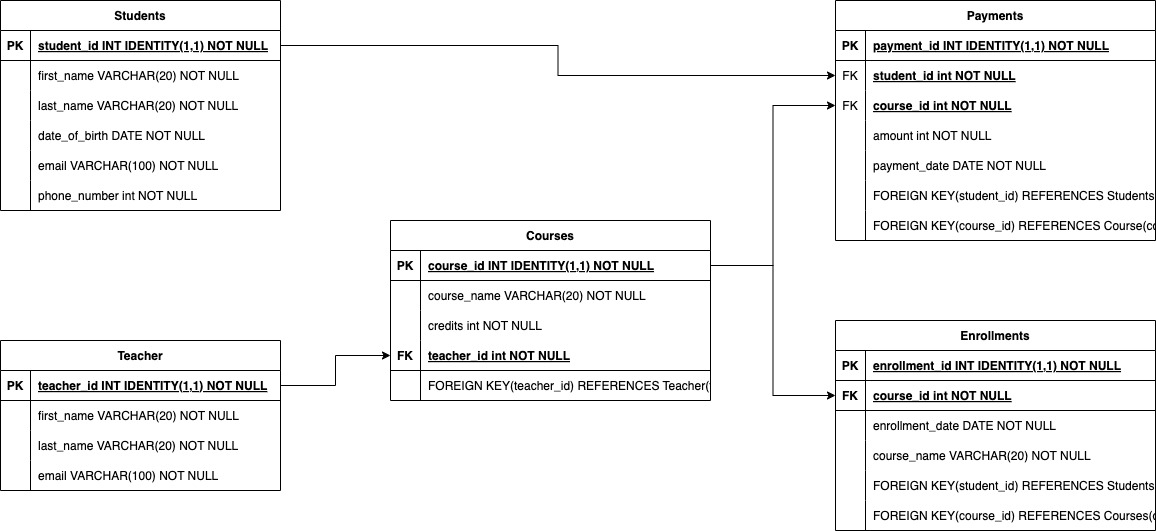 Students
PK student_id INT IDENTITY(1,1) NOT NULL
first_name VARCHAR(20) NOT NULL
last_name VARCHAR(20) NOT NULL
date_of_birth DATE NOT NULL
email VARCHAR(100) NOT NULL
phone_number int NOT NULL
Payments
PK payment_id INT IDENTITY(1,1) NOT NULL
FK student_id int NOT NULL
FK course_id int NOT NULL
amount int NOT NULL
payment_date DATE NOT NULL
FOREIGN KEY(student_id) REFERENCES Students
FOREIGN KEY(course_id) REFERENCES Course(
Courses
PK course_id INT IDENTITY(1,1) NOT NULL
course_name VARCHAR(20) NOT NULL
credits int NOT NULL
FK teacher_id int NOT NULL
FOREIGN KEY(teacher_id) REFERENCES Teacher(
Teacher
PK teacher_id INT IDENTITY(1,1) NOT NULL
first_name VARCHAR(20) NOT NULL
last_name VARCHAR(20) NOT NULL
email VARCHAR(100) NOT NULL
Enrollments
PK enrollment_id INT IDENTITY(1,1) NOT NULL
FK course_id int NOT NULL
enrollment_date DATE NOT NULL
course_name VARCHAR(20) NOT NULL
FOREIGN KEY(student_id) REFERENCES Students
FOREIGN KEY(course_id) REFERENCES Courses(